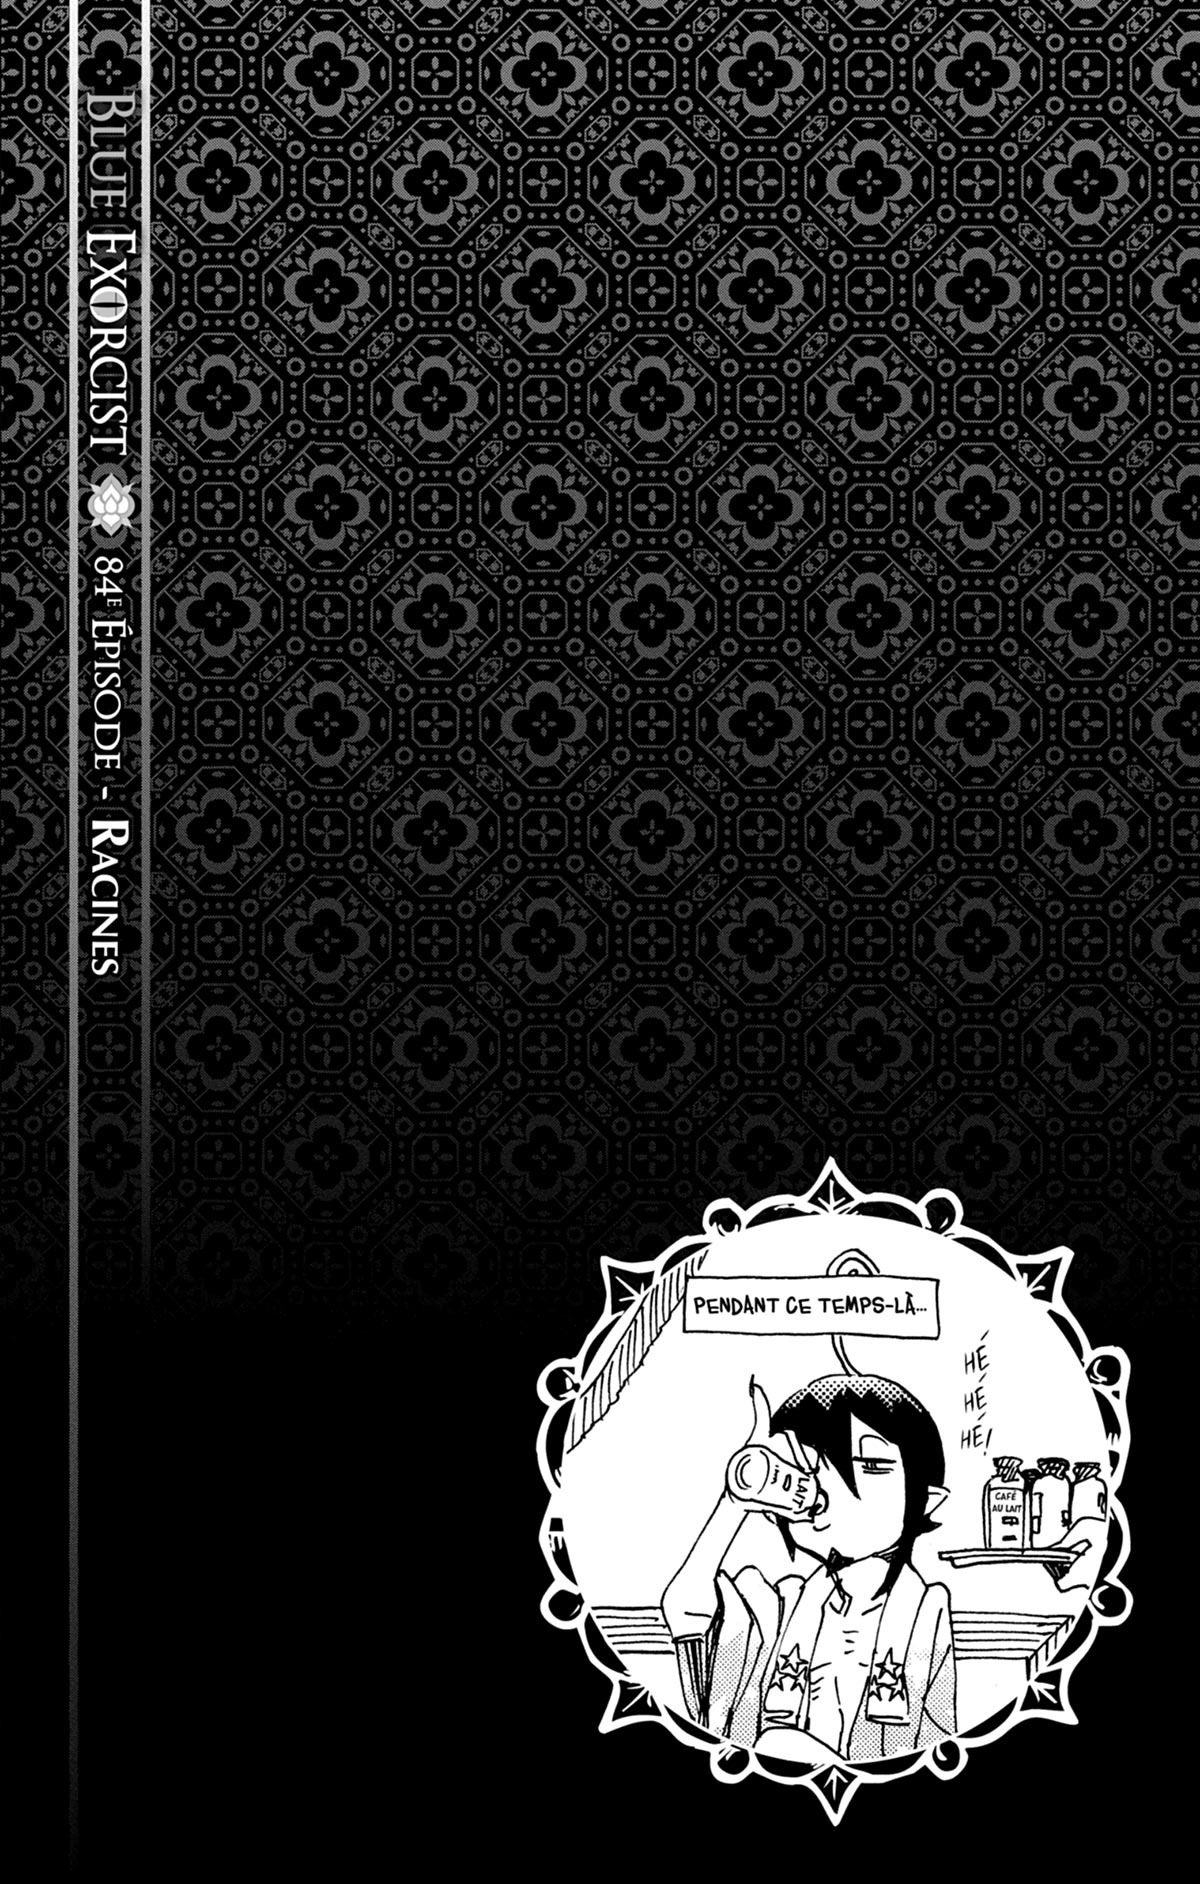 BLUE EXORCIST 84E ÉPISODE - RACINES
PENDANT CE TEMPS-LÀ...
HÉ
HÉ
HÉ!
LAIT
CAFÉ
AU LAIT